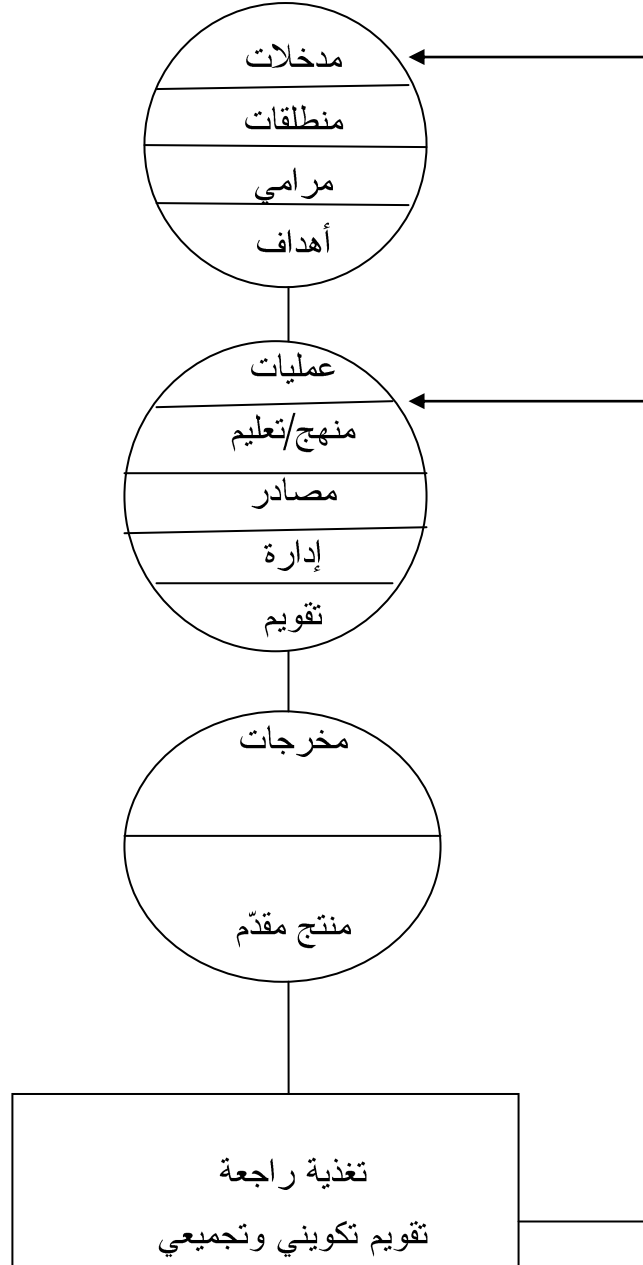 مدخلات
منطلقات
مرامي
أهداف
عمليات
منهج/تعليم
مصادر
إدارة
تقويم
مخرجات
منتج مقدّم
تغذية راجعة
تقويم تكويني وتجميعي